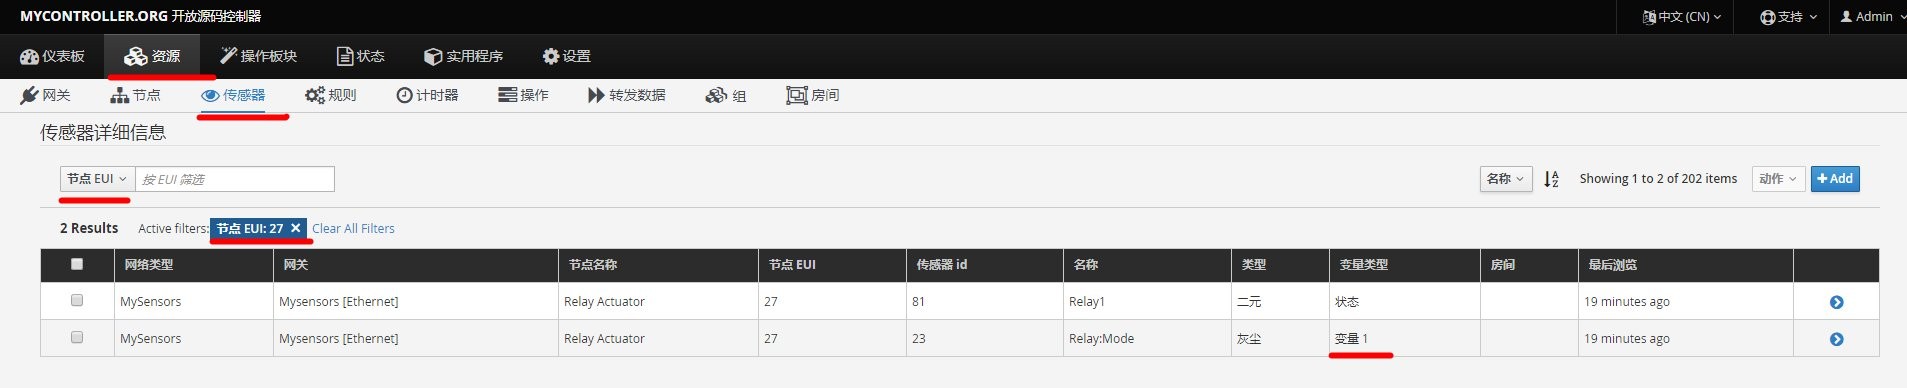 MYCONTROLLER.ORG 开放源码控制器 中文 (CN) 支持 Admin
仪表板 资源 操作板块 状态 实用程序 设置
网关 节点 传感器 规则 计时器 操作 转发数据 组 房间
传感器详细信息
节点 EUI 按 EUI 筛选 名称 Showing 1 to 2 of 202 items 动作 Add
2 Results Active filters: 节点 EUI: 27 ✕ Clear All Filters
网络类型 网关 节点名称 节点 EUI 传感器 id 名称 类型 变量类型 房间 最后浏览
MySensors Mysensors [Ethernet] Relay Actuator 27 81 Relay1 二元 状态 19 minutes ago
MySensors Mysensors [Ethernet] Relay Actuator 27 23 Relay:Mode 灰尘 变量 1 19 minutes ago